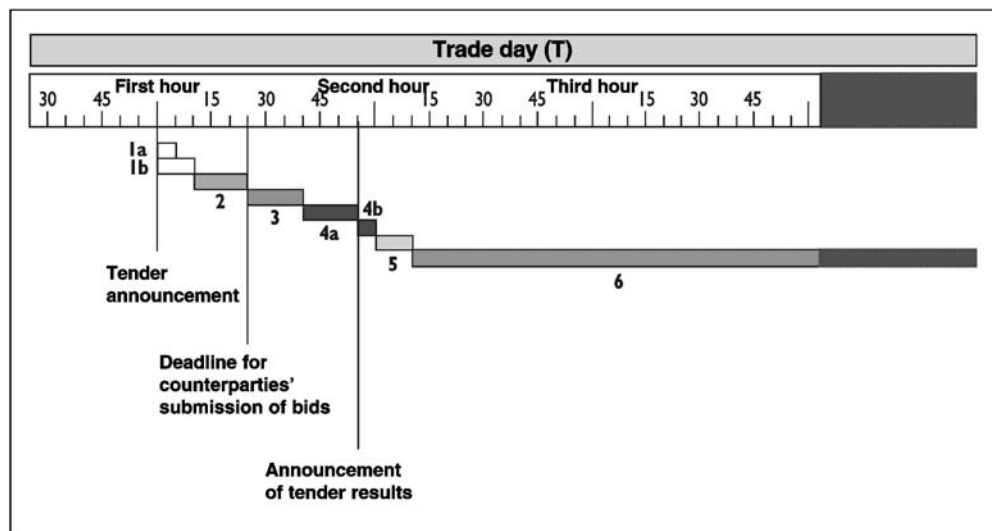 Trade day (T)
First hour Second hour Third hour
30 45 15 30 45 15 30 45 15 30 45
1a
1b
2
3
4a
4b
5
6
Tender
announcement
Deadline for
counterparties’
submission of bids
Announcement
of tender results